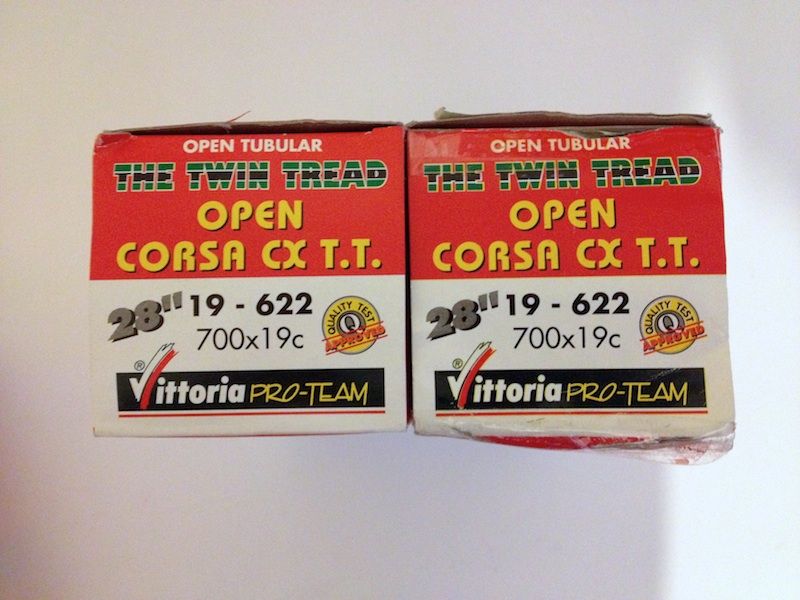 OPEN TUBULAR
THE TWIN TREAD
OPEN
CORSA CX T.T.
28" 19 - 622
700x19c
QUALITY TEST
Q
APPROVED
®
Vittoria PRO-TEAM
OPEN TUBULAR
THE TWIN TREAD
OPEN
CORSA CX T.T.
28" 19 - 622
700x19c
QUALITY TEST
Q
APPROVED
®
Vittoria PRO-TEAM